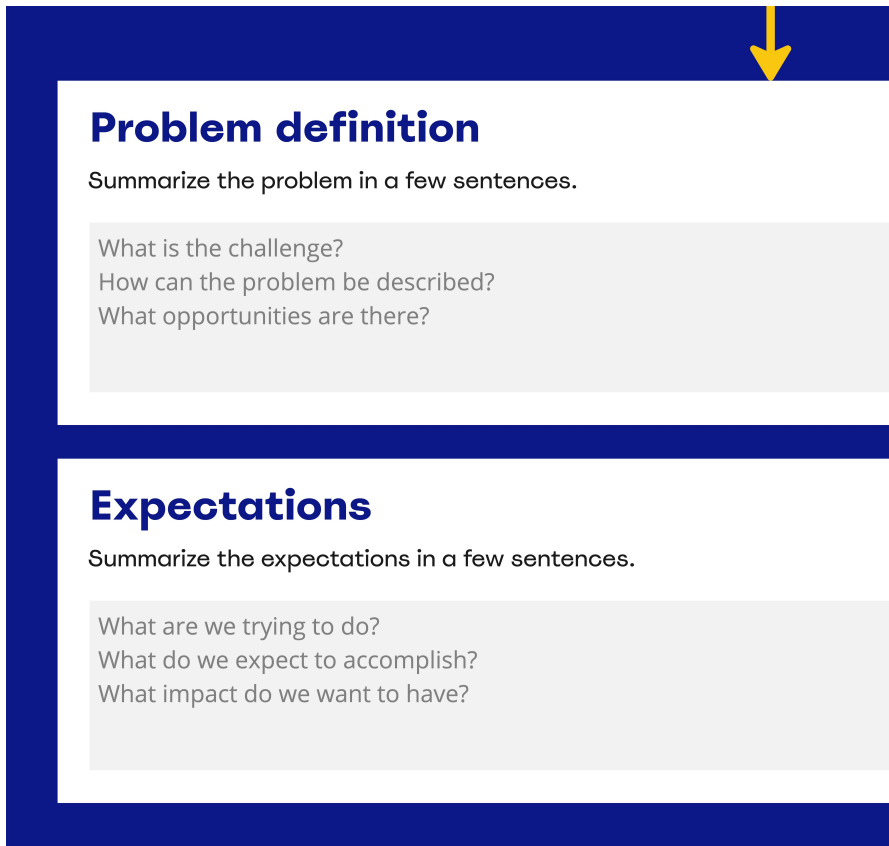 Problem definition
Summarize the problem in a few sentences.
What is the challenge?
How can the problem be described?
What opportunities are there?
Expectations
Summarize the expectations in a few sentences.
What are we trying to do?
What do we expect to accomplish?
What impact do we want to have?